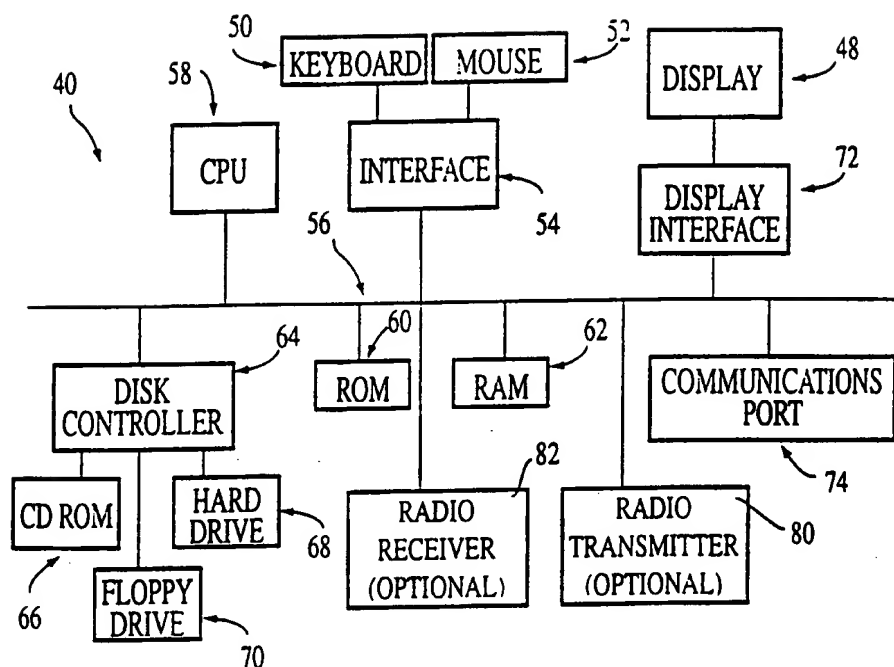 50
KEYBOARD
MOUSE
52
58
40
CPU
INTERFACE
54
DISPLAY
48
72
DISPLAY
INTERFACE
56
64
DISK
CONTROLLER
60
ROM
62
RAM
COMMUNICATIONS
PORT
74
CD ROM
66
HARD
DRIVE
68
FLOPPY
DRIVE
70
82
RADIO
RECEIVER
(OPTIONAL)
80
RADIO
TRANSMITTER
(OPTIONAL)